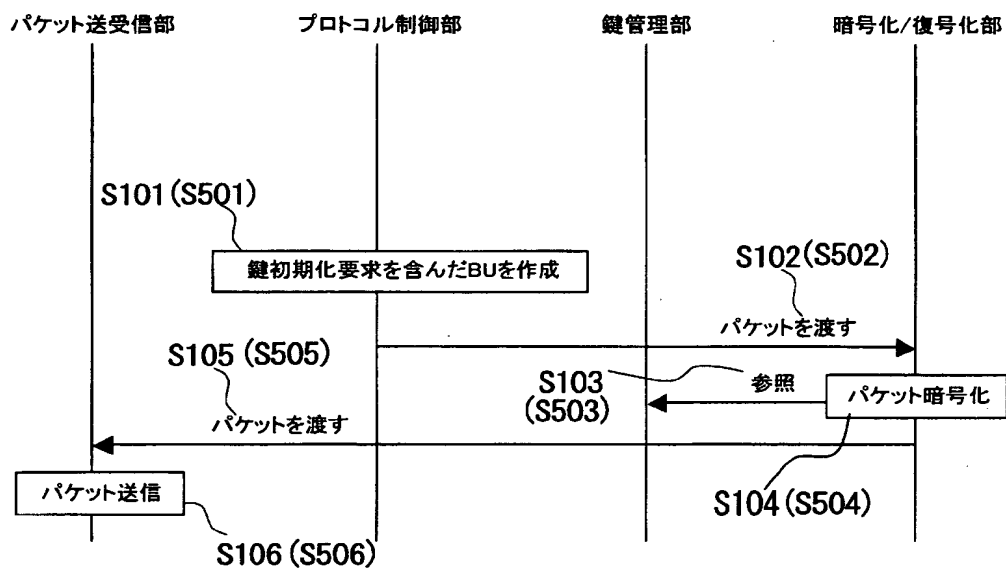 パケット送受信部
プロトコル制御部
鍵管理部
暗号化/復号化部
S101(S501)
鍵初期化要求を含んだBUを作成
S102(S502)
パケットを渡す
S105(S505)
S103
(S503)
参照
パケット暗号化
パケットを渡す
パケット送信
S104(S504)
S106(S506)